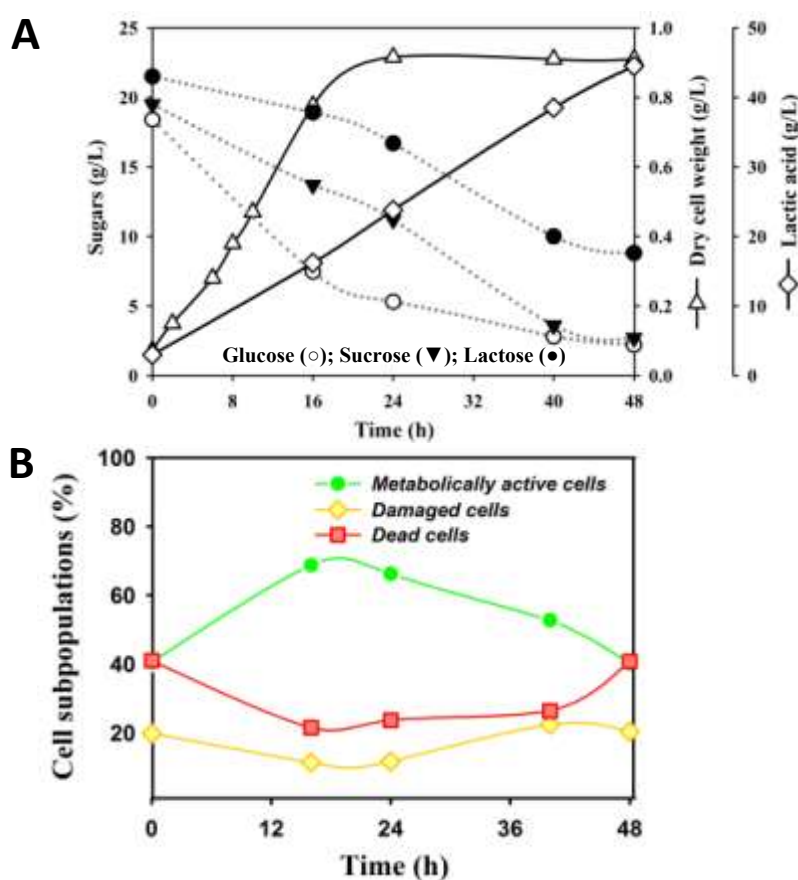 A
25
20
15
10
5
0
Sugars (g/L)
0 8 16 24 32 40 48
Time (h)
Glucose (○); Sucrose (▼); Lactose (●)
1.0
0.8
0.6
0.4
0.2
0.0
Dry cell weight (g/L)
50
40
30
20
10
0
Lactic acid (g/L)
B
100
80
60
40
20
Cell subpopulations (%)
Metabolically active cells
Damaged cells
Dead cells
0 12 24 36 48
Time (h)